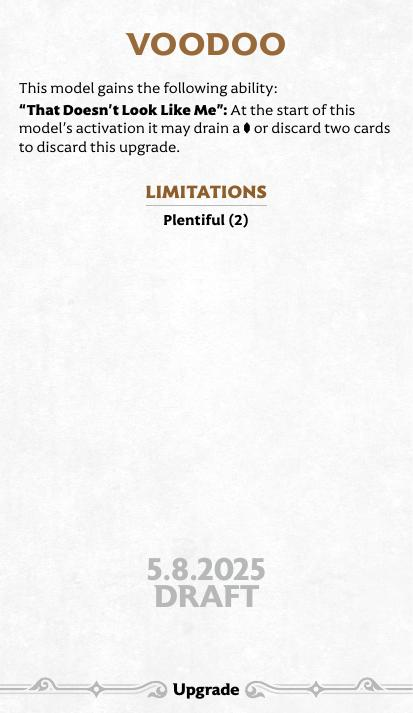 VOODOO
This model gains the following ability:
“That Doesn’t Look Like Me”: At the start of this
model’s activation it may drain a or discard two cards
to discard this upgrade.
LIMITATIONS
Plentiful (2)
5.8.2025
DRAFT
Upgrade